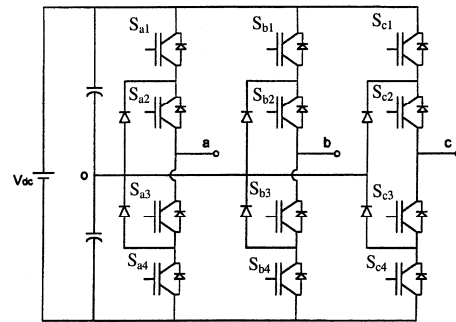 Sa1 Sb1 Sc1
Sa2 Sb2 Sc2
a b c
Vdc o
Sa3 Sb3 Sc3
Sa4 Sb4 Sc4